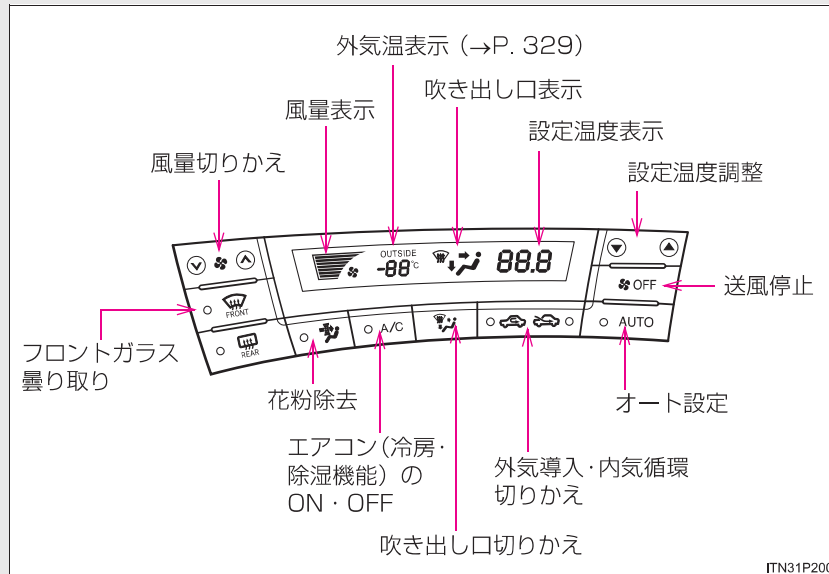 外気温表示（→P. 329）
吹き出し口表示
風量表示
設定温度表示
風量切りかえ
設定温度調整
OUTSIDE
-88℃
88.8
OFF
送風停止
FRONT
A/C
AUTO
REAR
フロントガラス
曇り取り
花粉除去
オート設定
エアコン（冷房・
除湿機能）の
ON・OFF
外気導入・内気循環
切りかえ
吹き出し口切りかえ
ITN31P200